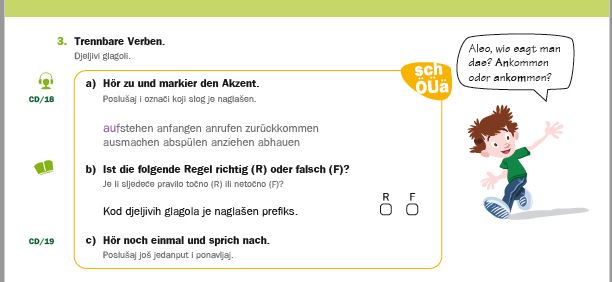 3. Trennbare Verben.
Djeljivi glagoli.
Also, wie sagt man
das? Ankommen
oder ankommen?
sch
ÖÜä
CD/18
a) Hör zu und markier den Akzent.
Poslušaj i označi koji slog je naglašen.
aufstehen anfangen anrufen zurückkommen
ausmachen abspülen anziehen abhauen
b) Ist die folgende Regel richtig (R) oder falsch (F)?
Je li sljedeće pravilo točno (R) ili netočno (F)?
R F
Kod djeljivih glagola je naglašen prefiks.
CD/19
c) Hör noch einmal und sprich nach.
Poslušaj još jedanput i ponavljaj.